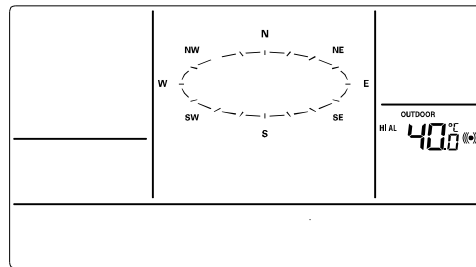 N
NW NE
W E
SW SE
S
OUTDOOR
HI AL 40.0 °C